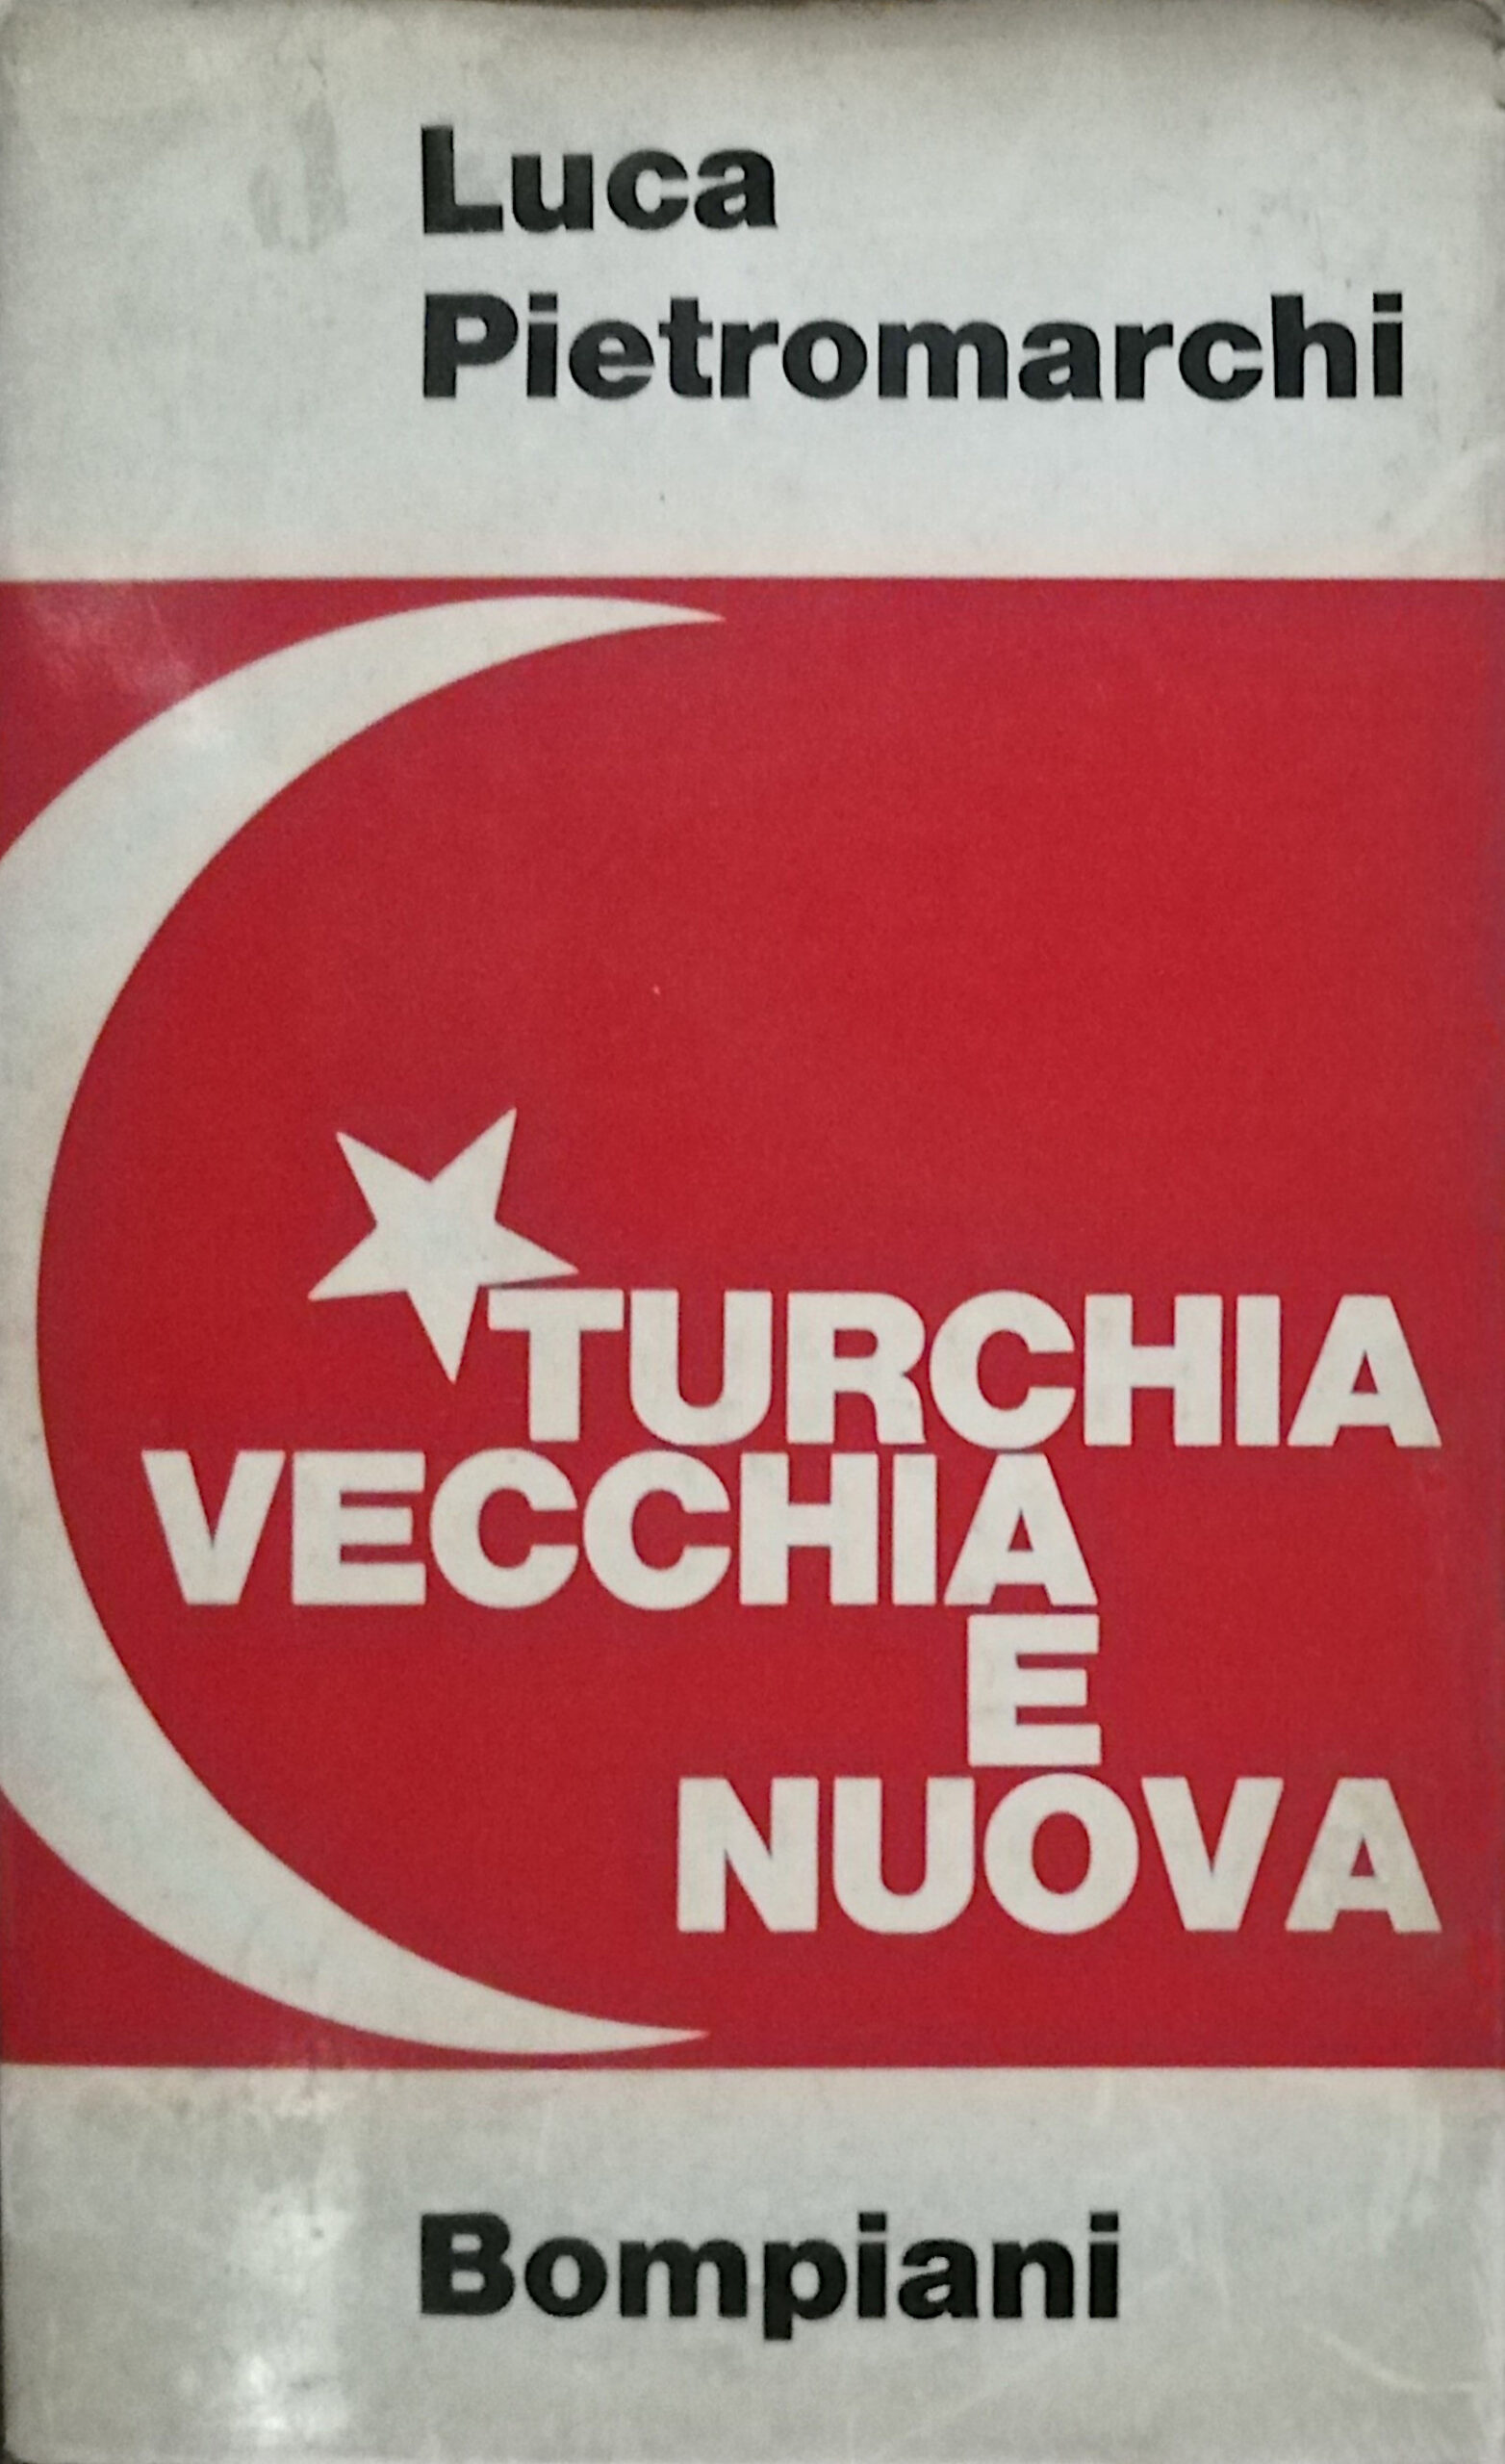 Luca
Pietromarchi
TURCHIA
VECCHIA
E
NUOVA
Bompiani